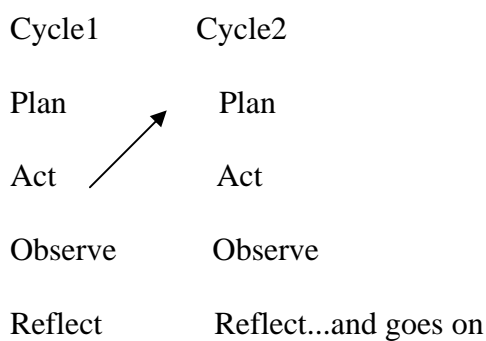 Cycle1 Cycle2
Plan Plan
Act Act
Observe Observe
Reflect Reflect...and goes on